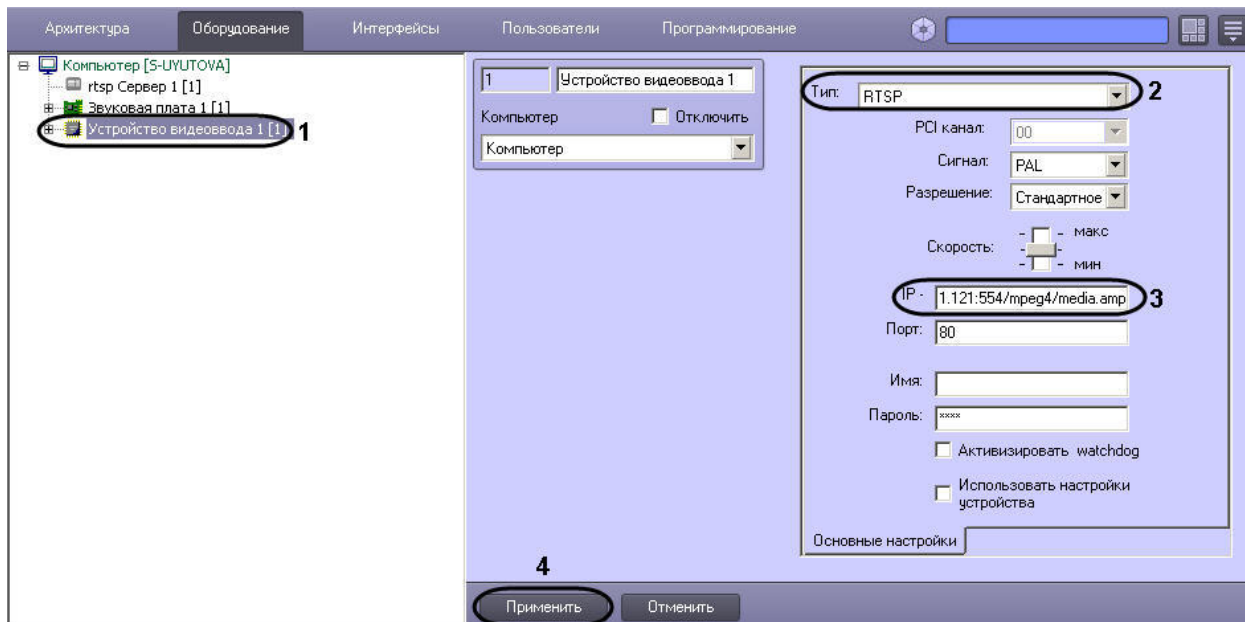 Архитектура Оборудование Интерфейсы Пользователи Программирование
Компьютер [S-UYUTOVA]
rtsp Сервер 1 [1]
Звуковая плата 1 [1]
Устройство видеоввода 1 [1] 1
1 Устройство видеоввода 1
Компьютер Отключить
Компьютер
Тип: RTSP 2
PCI канал: 00
Сигнал: PAL
Разрешение: Стандартное
Скорость: - - макс
- -
- - мин
IP - 1.121:554/mpeg4/media.amp 3
Порт: 80
Имя:
Пароль: ××××
Активизировать watchdog
Использовать настройки
устройства
Основные настройки
4
Применить Отменить